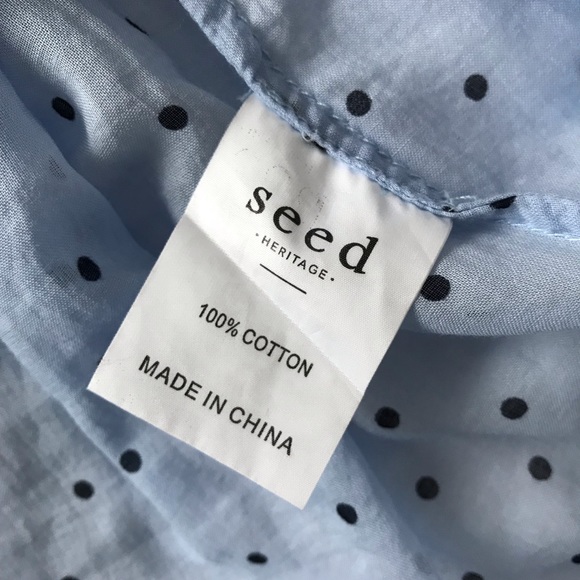 seed
·HERITAGE·
100% COTTON
MADE IN CHINA